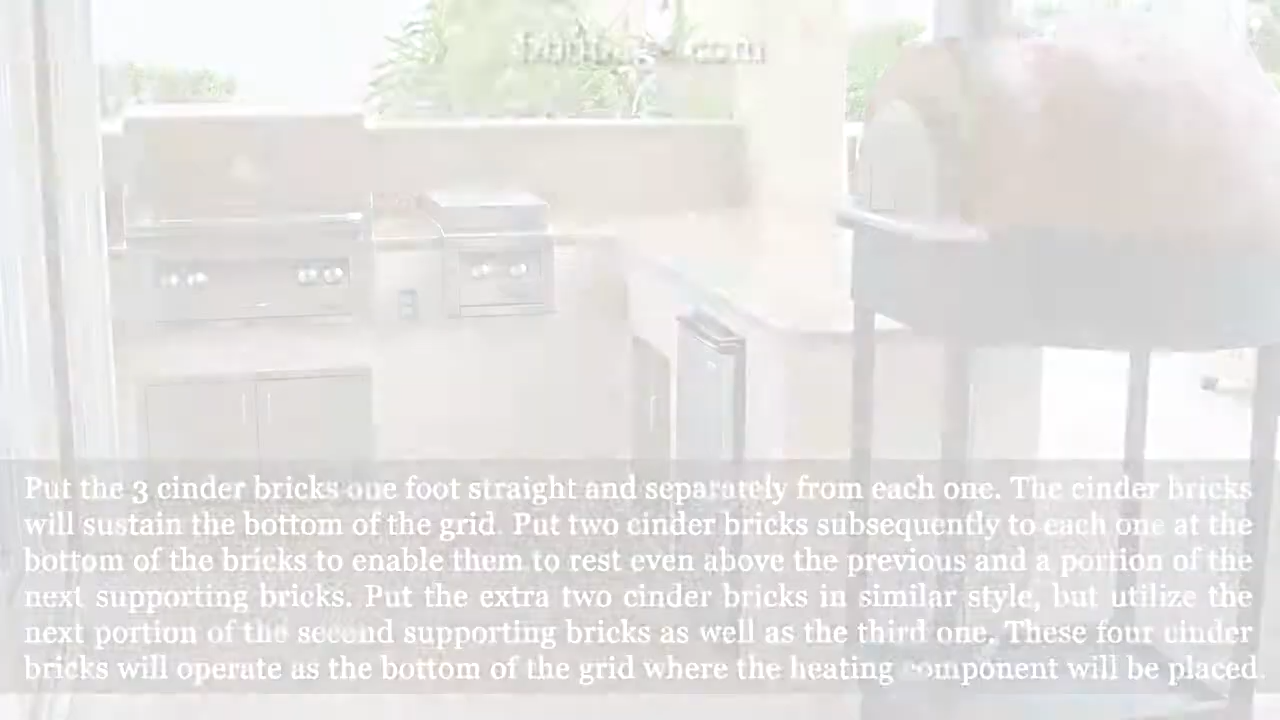 Put the 3 cinder bricks one foot straight and separately from each one. The cinder bricks
will sustain the bottom of the grid. Put two cinder bricks subsequently to each one at the
bottom of the bricks to enable them to rest even above the previous and a portion of the
next supporting bricks. Put the extra two cinder bricks in similar style, but utilize the
next portion of the second supporting bricks as well as the third one. These four cinder
bricks will operate as the bottom of the grid where the heating component will be placed.